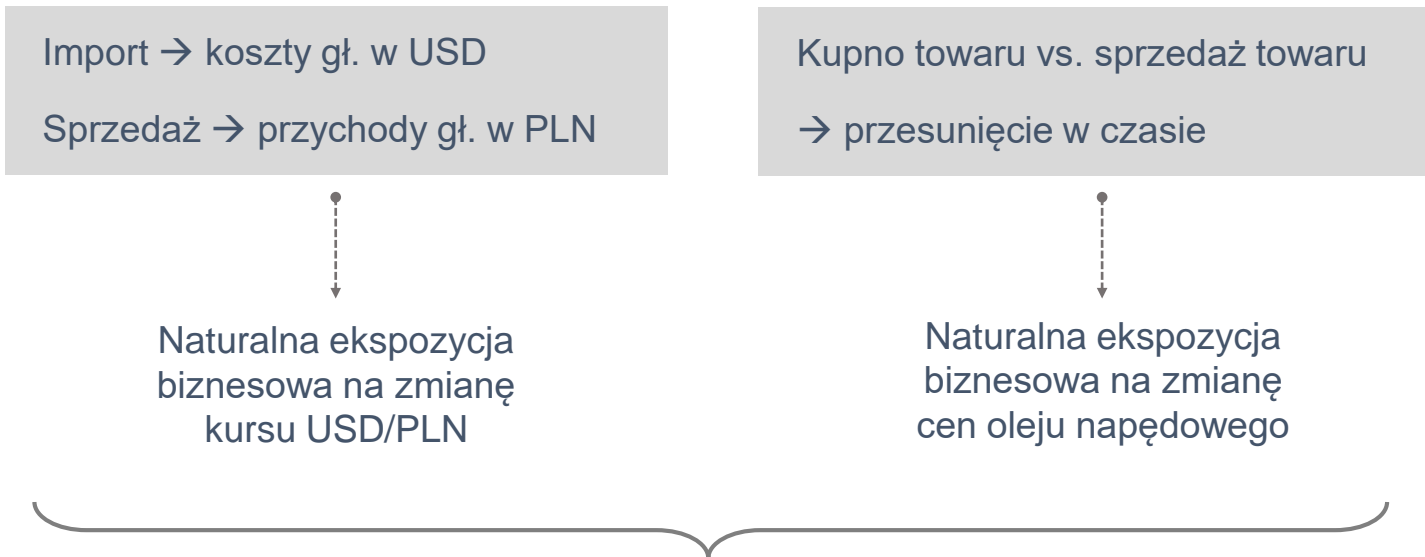 Import → koszty gł. w USD
Sprzedaż → przychody gł. w PLN
Kupno towaru vs. sprzedaż towaru
→ przesunięcie w czasie
Naturalna ekspozycja
biznesowa na zmianę
kursu USD/PLN
Naturalna ekspozycja
biznesowa na zmianę
cen oleju napędowego